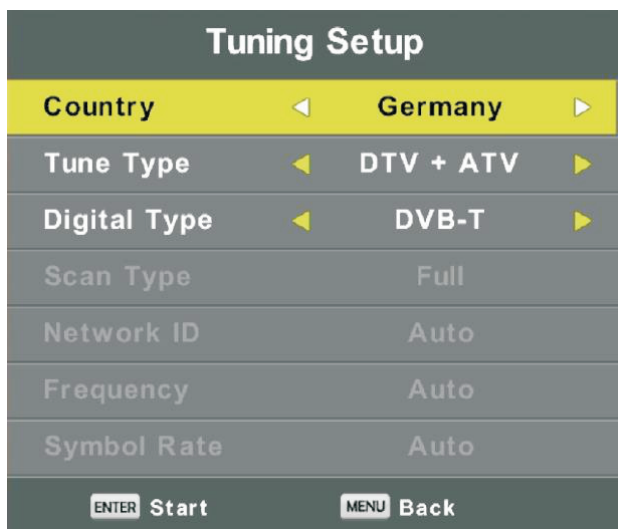 Tuning Setup
Country Germany
Tune Type DTV + ATV
Digital Type DVB-T
Scan Type Full
Network ID Auto
Frequency Auto
Symbol Rate Auto
ENTER Start MENU Back